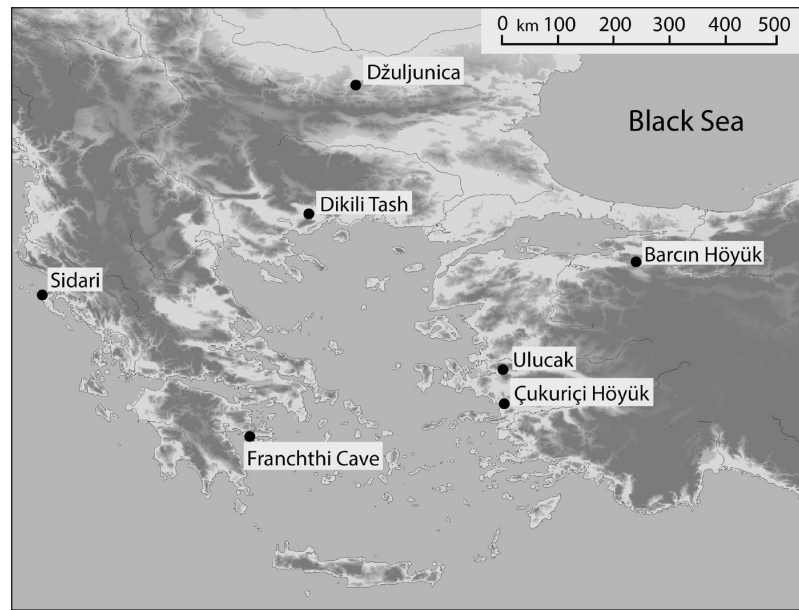 0 km 100 200 300 400 500
Džuljunica
Black Sea
Dikili Tash
Barcın Höyük
Sidari
Ulucak
Çukuriçi Höyük
Franchthi Cave